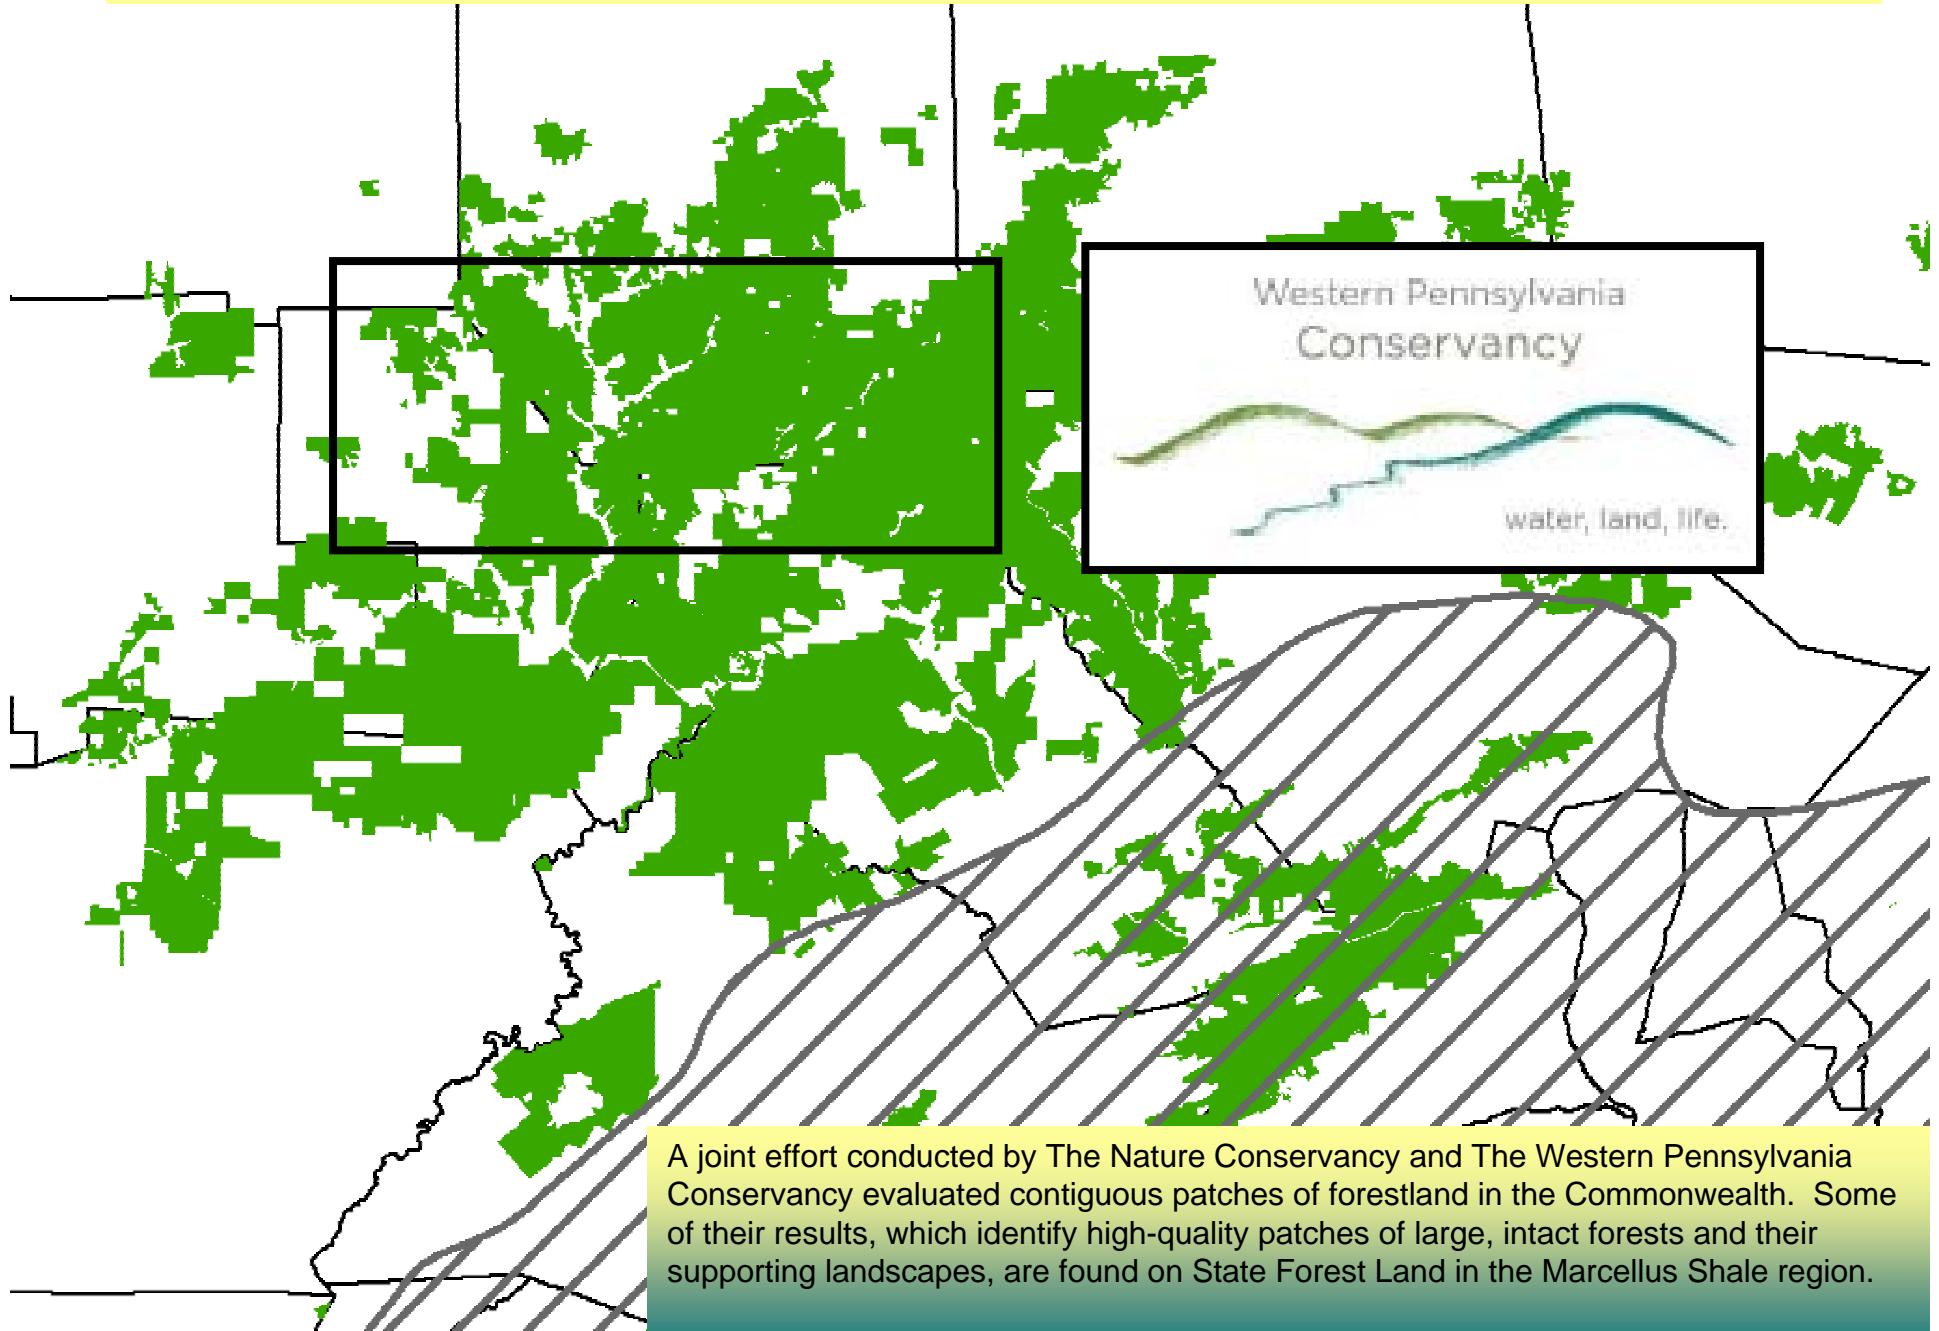 Western Pennsylvania
Conservancy
water, land, life.
A joint effort conducted by The Nature Conservancy and The Western Pennsylvania
Conservancy evaluated contiguous patches of forestland in the Commonwealth.  Some
of their results, which identify high-quality patches of large, intact forests and their
supporting landscapes, are found on State Forest Land in the Marcellus Shale region.